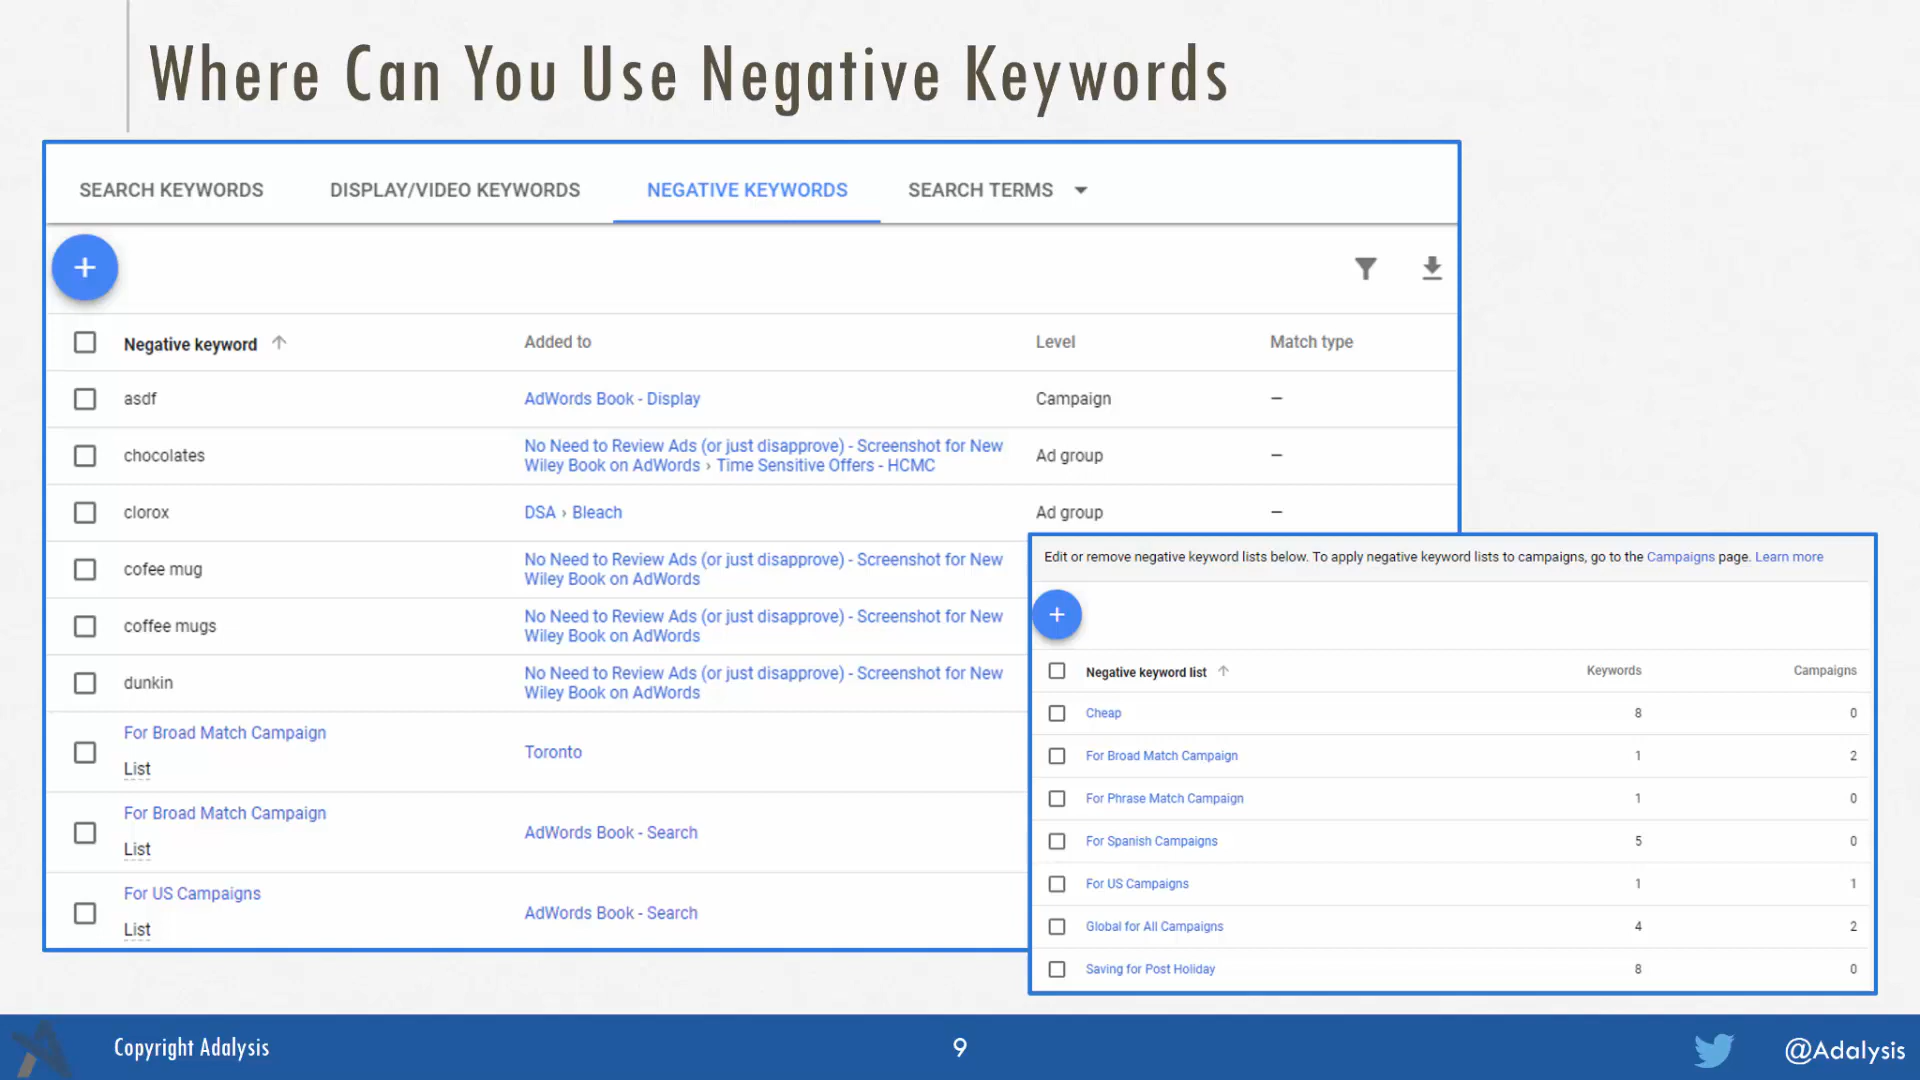 Where Can You Use Negative Keywords
SEARCH KEYWORDS DISPLAY/VIDEO KEYWORDS NEGATIVE KEYWORDS SEARCH TERMS
Negative keyword Added to Level Match type
asdf AdWords Book - Display Campaign –
chocolates No Need to Review Ads (or just disapprove) - Screenshot for New
Wiley Book on AdWords › Time Sensitive Offers - HCMC Ad group –
clorox DSA › Bleach Ad group –
cofee mug No Need to Review Ads (or just disapprove) - Screenshot for New
Wiley Book on AdWords
coffee mugs No Need to Review Ads (or just disapprove) - Screenshot for New
Wiley Book on AdWords
dunkin No Need to Review Ads (or just disapprove) - Screenshot for New
Wiley Book on AdWords
For Broad Match Campaign
List
Toronto
For Broad Match Campaign
List
AdWords Book - Search
For US Campaigns
List
AdWords Book - Search
Edit or remove negative keyword lists below. To apply negative keyword lists to campaigns, go to the Campaigns page. Learn more
Negative keyword list Keywords Campaigns
Cheap 8 0
For Broad Match Campaign 1 2
For Phrase Match Campaign 1 0
For Spanish Campaigns 5 0
For US Campaigns 1 1
Global for All Campaigns 4 2
Saving for Post Holiday 8 0
Copyright Adalysis 9 @Adalysis